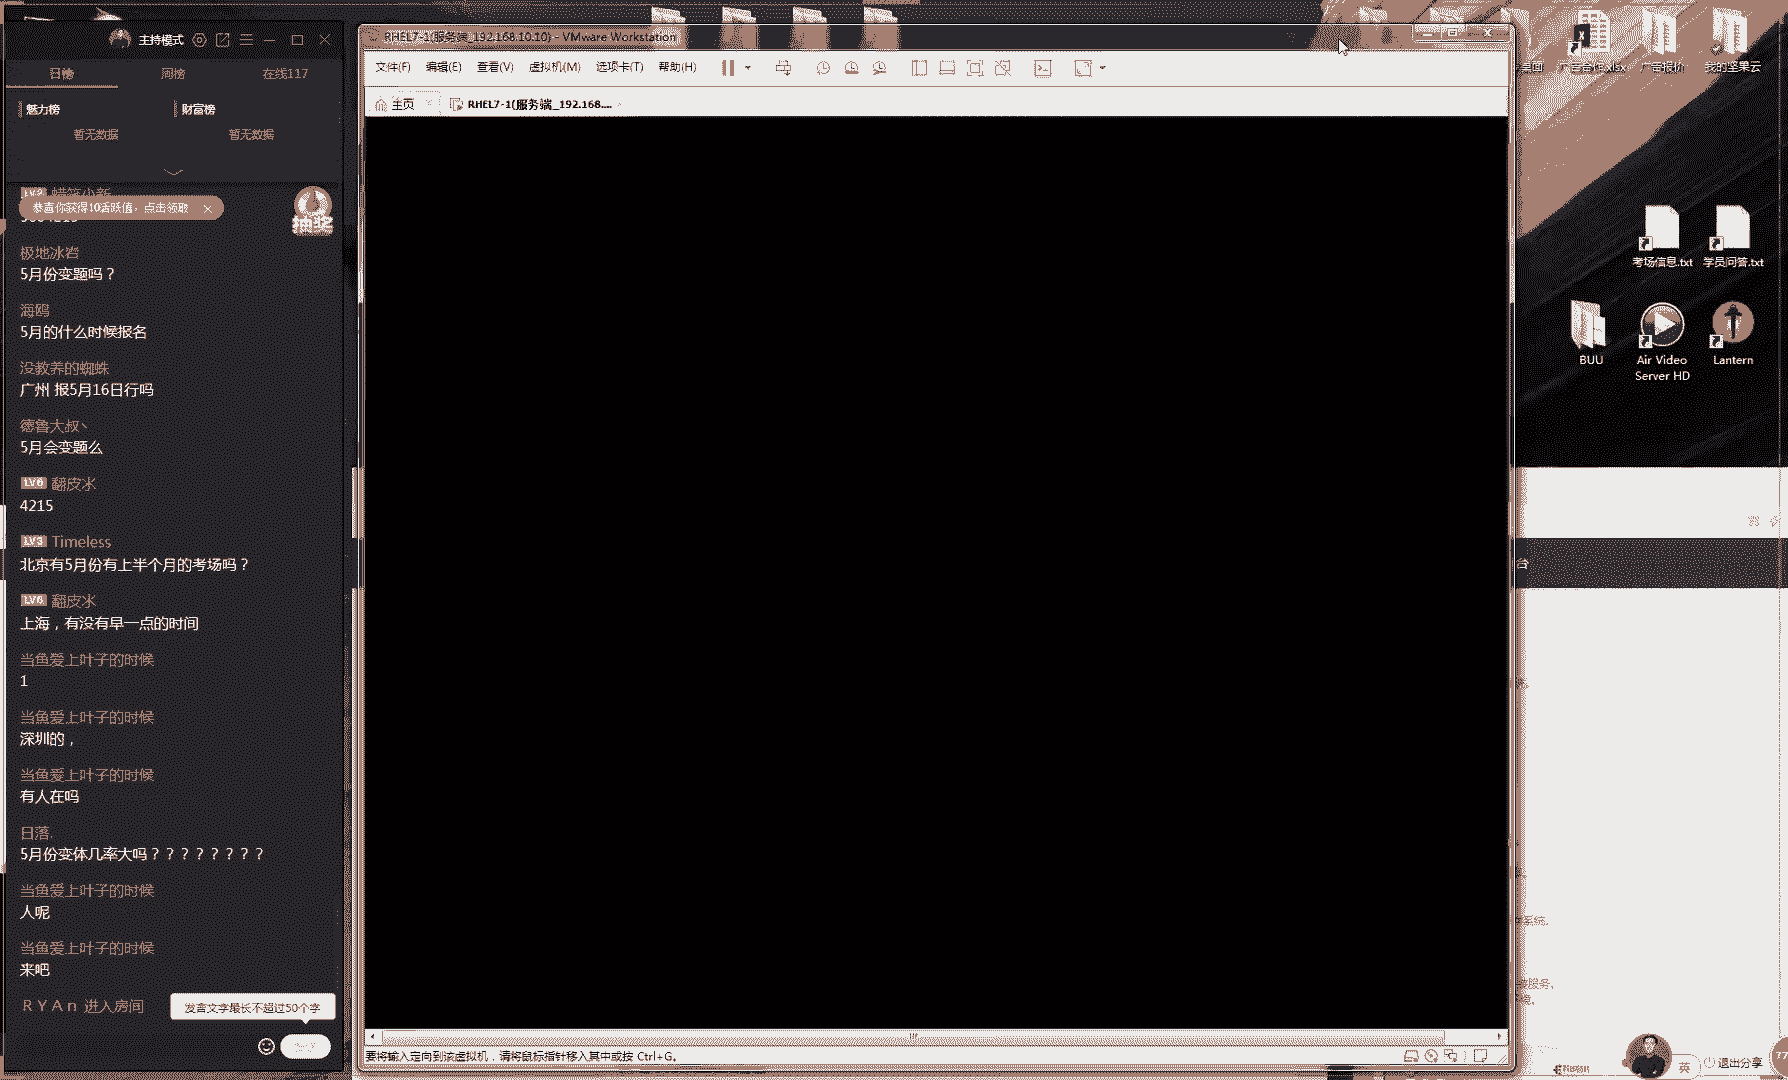 主持模式
日榜 周榜 在线117
魅力榜 财富榜
暂无数据 暂无数据
恭喜你获得10活跃值，点击领取
抽奖
极地冰岩
5月份变题吗？
海鸥
5月的什么时候报名
没教养的蜘蛛
广州 报5月16日行吗
德鲁大叔丶
5月会变题么
LV6 翻皮水
4215
LV3 Timeless
北京有5月份有上半个月的考场吗？
LV6 翻皮水
上海，有没有早一点的时间
当鱼爱上叶子的时候
1
当鱼爱上叶子的时候
深圳的，
当鱼爱上叶子的时候
有人在吗
日落.
5月份变体几率大吗？？？？？？？？
当鱼爱上叶子的时候
人呢
当鱼爱上叶子的时候
来吧
RYAn 进入房间
发言文字最长不超过50个字
RHEL7-1(服务端_192.168.10.10) - VMware Workstation
文件(F) 编辑(E) 查看(V) 虚拟机(M) 选项卡(T) 帮助(H)
主页 RHEL7-1(服务端_192.168....
要将输入定向到该虚拟机，请将鼠标指针移入其中或按 Ctrl+G。
广告合作.xlsx 广告报价 我的坚果云
考场信息.txt 学员问答.txt
BUU Air Video Server HD Lantern
台
系统.
服务,
英 退出分享
77